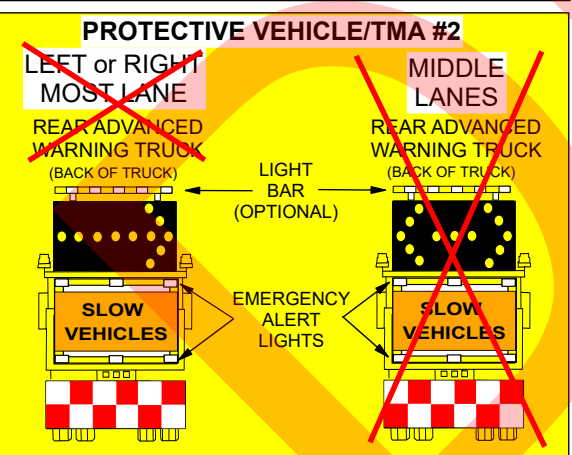 PROTECTIVE VEHICLE/TMA #2
LEFT or RIGHT
MOST LANE
REAR ADVANCED
WARNING TRUCK
(BACK OF TRUCK)
MIDDLE
LANES
REAR ADVANCED
WARNING TRUCK
(BACK OF TRUCK)
LIGHT
BAR
(OPTIONAL)
SLOW
VEHICLES
EMERGENCY
ALERT
LIGHTS
SLOW
VEHICLES